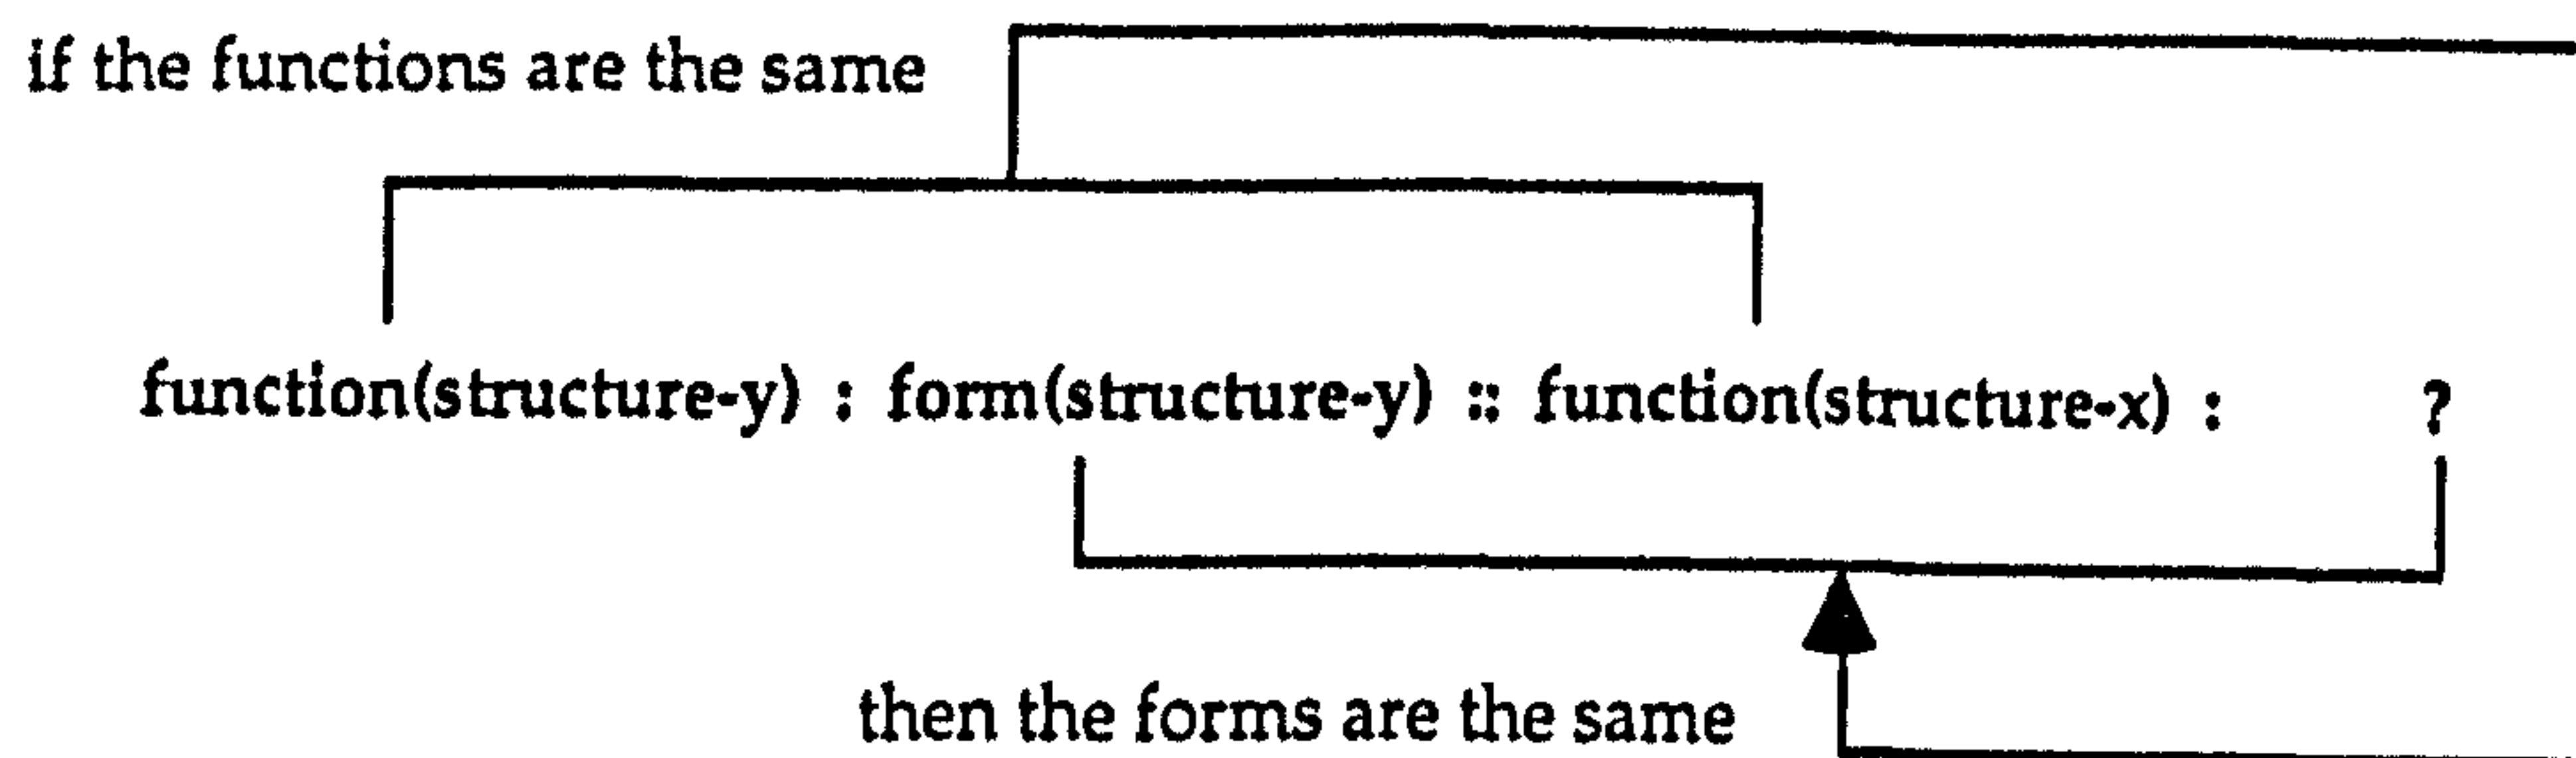 if the functions are the same
function(structure-y) : form(structure-y) :: function(structure-x) : ?
then the forms are the same